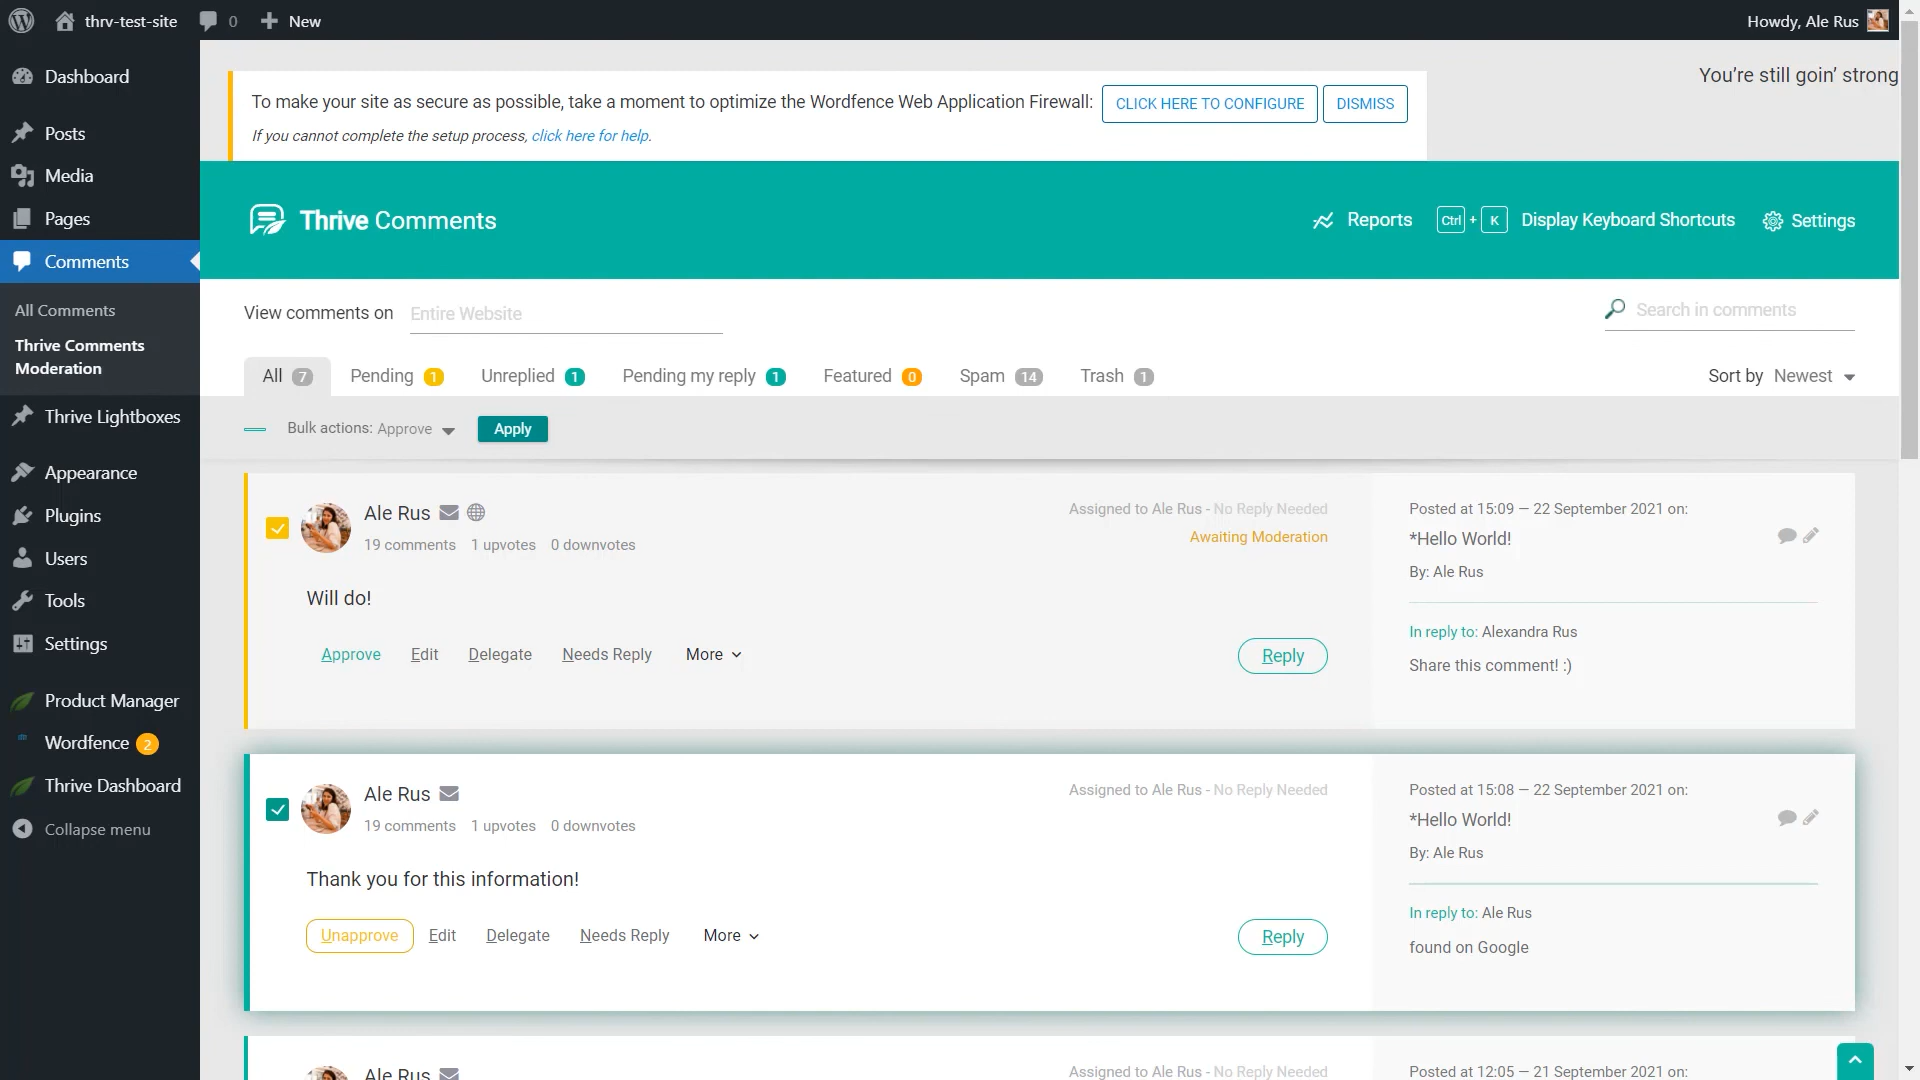 thrv-test-site
0
New
Howdy, Ale Rus
Dashboard
Posts
Media
Pages
Comments
All Comments
Thrive Comments
Moderation
Thrive Lightboxes
Appearance
Plugins
Users
Tools
Settings
Product Manager
Wordfence 2
Thrive Dashboard
Collapse menu
You're still goin' strong
To make your site as secure as possible, take a moment to optimize the Wordfence Web Application Firewall: CLICK HERE TO CONFIGURE DISMISS
If you cannot complete the setup process, click here for help.
Thrive Comments
Reports
Ctrl + K Display Keyboard Shortcuts
Settings
View comments on Entire Website
Search in comments
All 7 Pending 1 Unreplied 1 Pending my reply 1 Featured 0 Spam 14 Trash 1
Sort by Newest
Bulk actions: Approve Apply
Ale Rus
19 comments 1 upvotes 0 downvotes
Assigned to Ale Rus - No Reply Needed
Awaiting Moderation
Will do!
Approve Edit Delegate Needs Reply More
Reply
Posted at 15:09 — 22 September 2021 on:
*Hello World!
By: Ale Rus
In reply to: Alexandra Rus
Share this comment! :)
Ale Rus
19 comments 1 upvotes 0 downvotes
Assigned to Ale Rus - No Reply Needed
Thank you for this information!
Unapprove Edit Delegate Needs Reply More
Reply
Posted at 15:08 — 22 September 2021 on:
*Hello World!
By: Ale Rus
In reply to: Ale Rus
found on Google
Ale Rus
Assigned to Ale Rus - No Reply Needed
Posted at 12:05 — 21 September 2021 on: